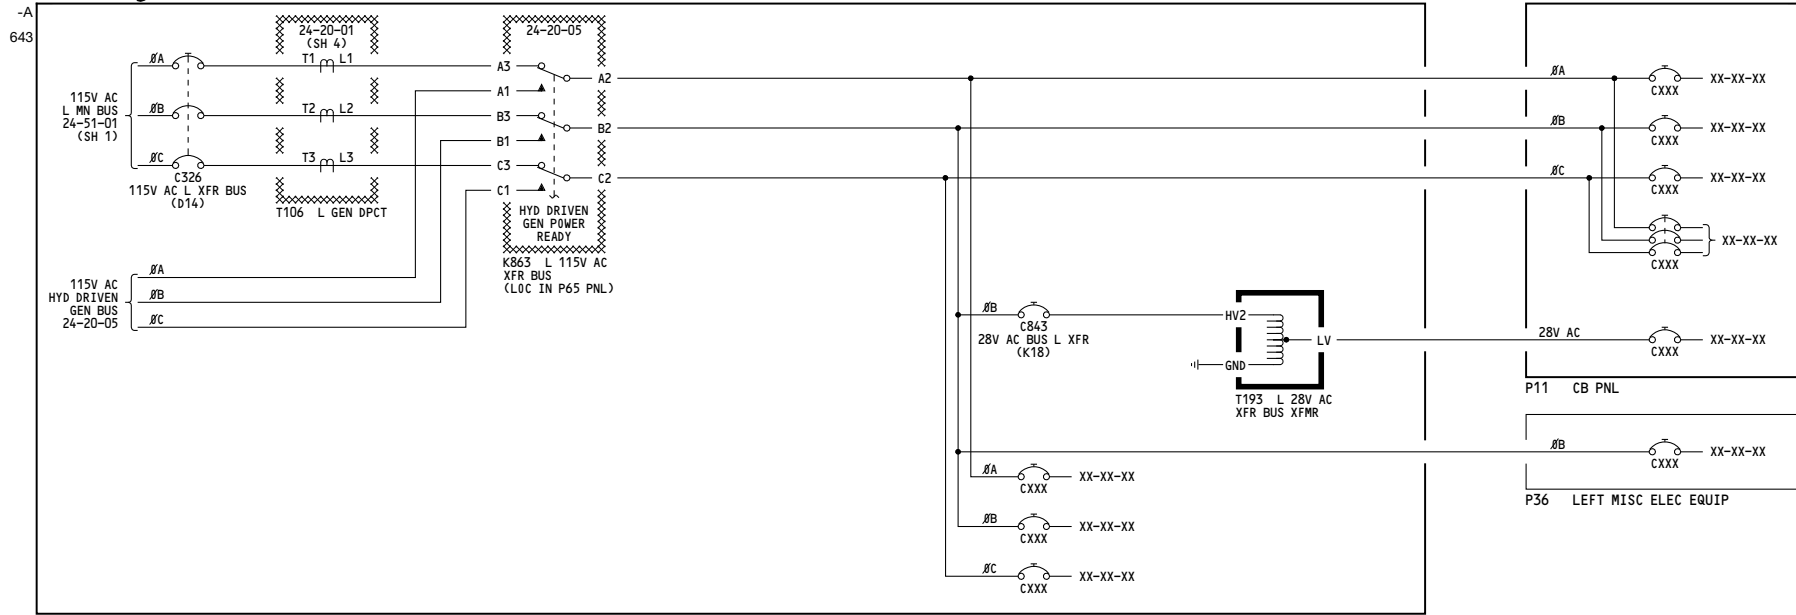 -A
643
24-20-01
(SH 4)
24-20-05
ØA
T1 L1
A3
A2
ØA
CXXX
XX-XX-XX
A1
115V AC
L MN BUS
24-51-01
(SH 1)
ØB
T2 L2
B3
B2
ØB
CXXX
XX-XX-XX
B1
ØC
T3 L3
C3
C2
ØC
CXXX
XX-XX-XX
C326
115V AC L XFR BUS
(D14)
C1
T106 L GEN DPCT
HYD DRIVEN
GEN POWER
READY
K863 L 115V AC
XFR BUS
(LOC IN P65 PNL)
CXXX
XX-XX-XX
115V AC
HYD DRIVEN
GEN BUS
24-20-05
ØA
ØB
ØC
ØB
C843
28V AC BUS L XFR
(K18)
HV2
LV
GND
T193 L 28V AC
XFR BUS XFMR
28V AC
CXXX
XX-XX-XX
P11 CB PNL
ØB
CXXX
XX-XX-XX
P36 LEFT MISC ELEC EQUIP
ØA
CXXX
XX-XX-XX
ØB
CXXX
XX-XX-XX
ØC
CXXX
XX-XX-XX